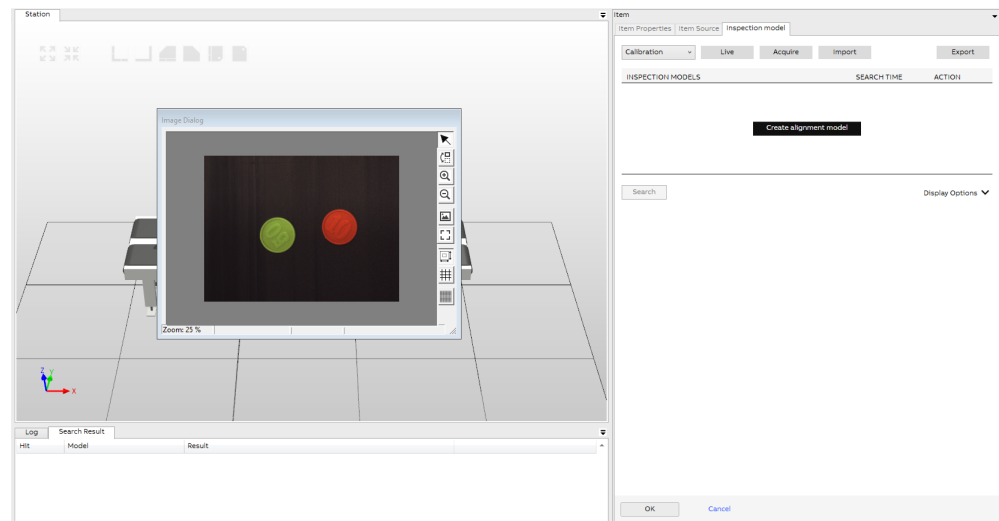 Station
Item
Item Properties
Item Source
Inspection model
Calibration
Live
Acquire
Import
Export
INSPECTION MODELS
SEARCH TIME
ACTION
Create alignment model
Search
Display Options
Image Dialog
Zoom: 25 %
Z
y
X
Log
Search Result
Hit
Model
Result
OK
Cancel